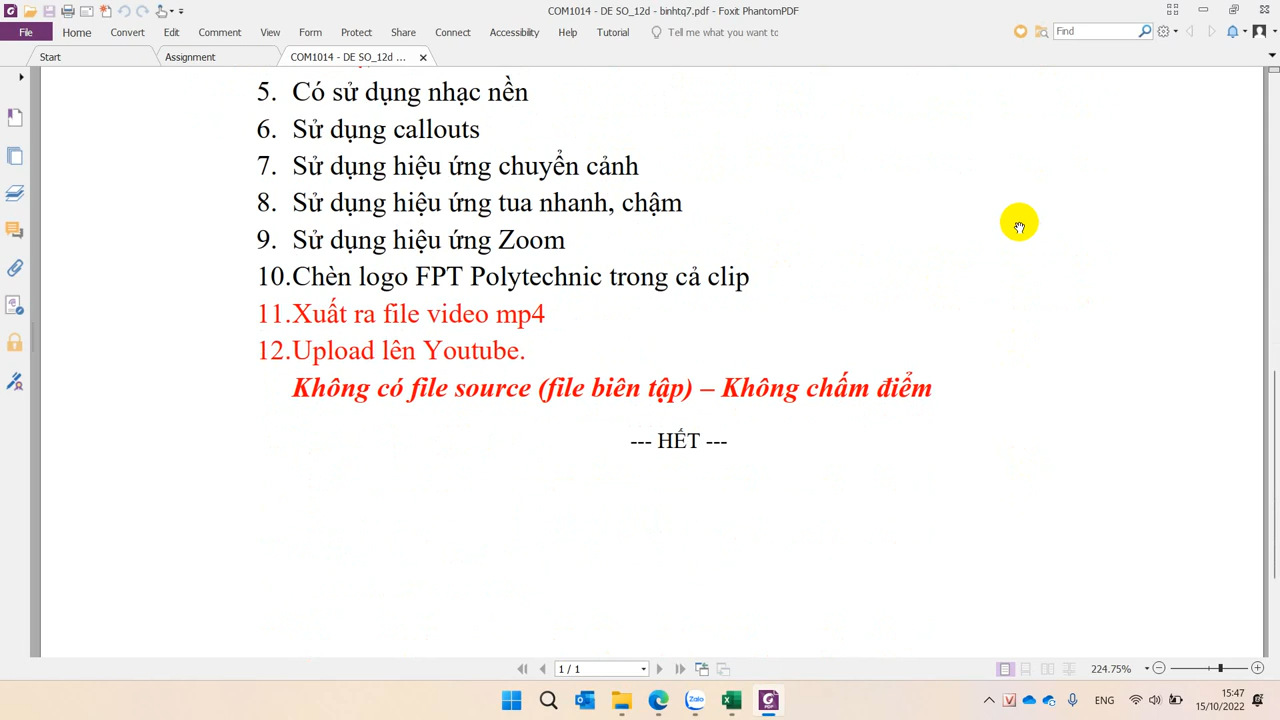 COM1014 - DE SO_12d - binhtq7.pdf - Foxit PhantomPDF
File Home Convert Edit Comment View Form Protect Share Connect Accessibility Help Tutorial Tell me what you want to Find
Start Assignment COM1014 - DE SO_12d ...
5. Có sử dụng nhạc nền
6. Sử dụng callouts
7. Sử dụng hiệu ứng chuyển cảnh
8. Sử dụng hiệu ứng tua nhanh, chậm
9. Sử dụng hiệu ứng Zoom
10.Chèn logo FPT Polytechnic trong cả clip
11.Xuất ra file video mp4
12.Upload lên Youtube.
Không có file source (file biên tập) – Không chấm điểm
--- HẾT ---
1 / 1 224.75%
Zalo ENG 15:47
15/10/2022